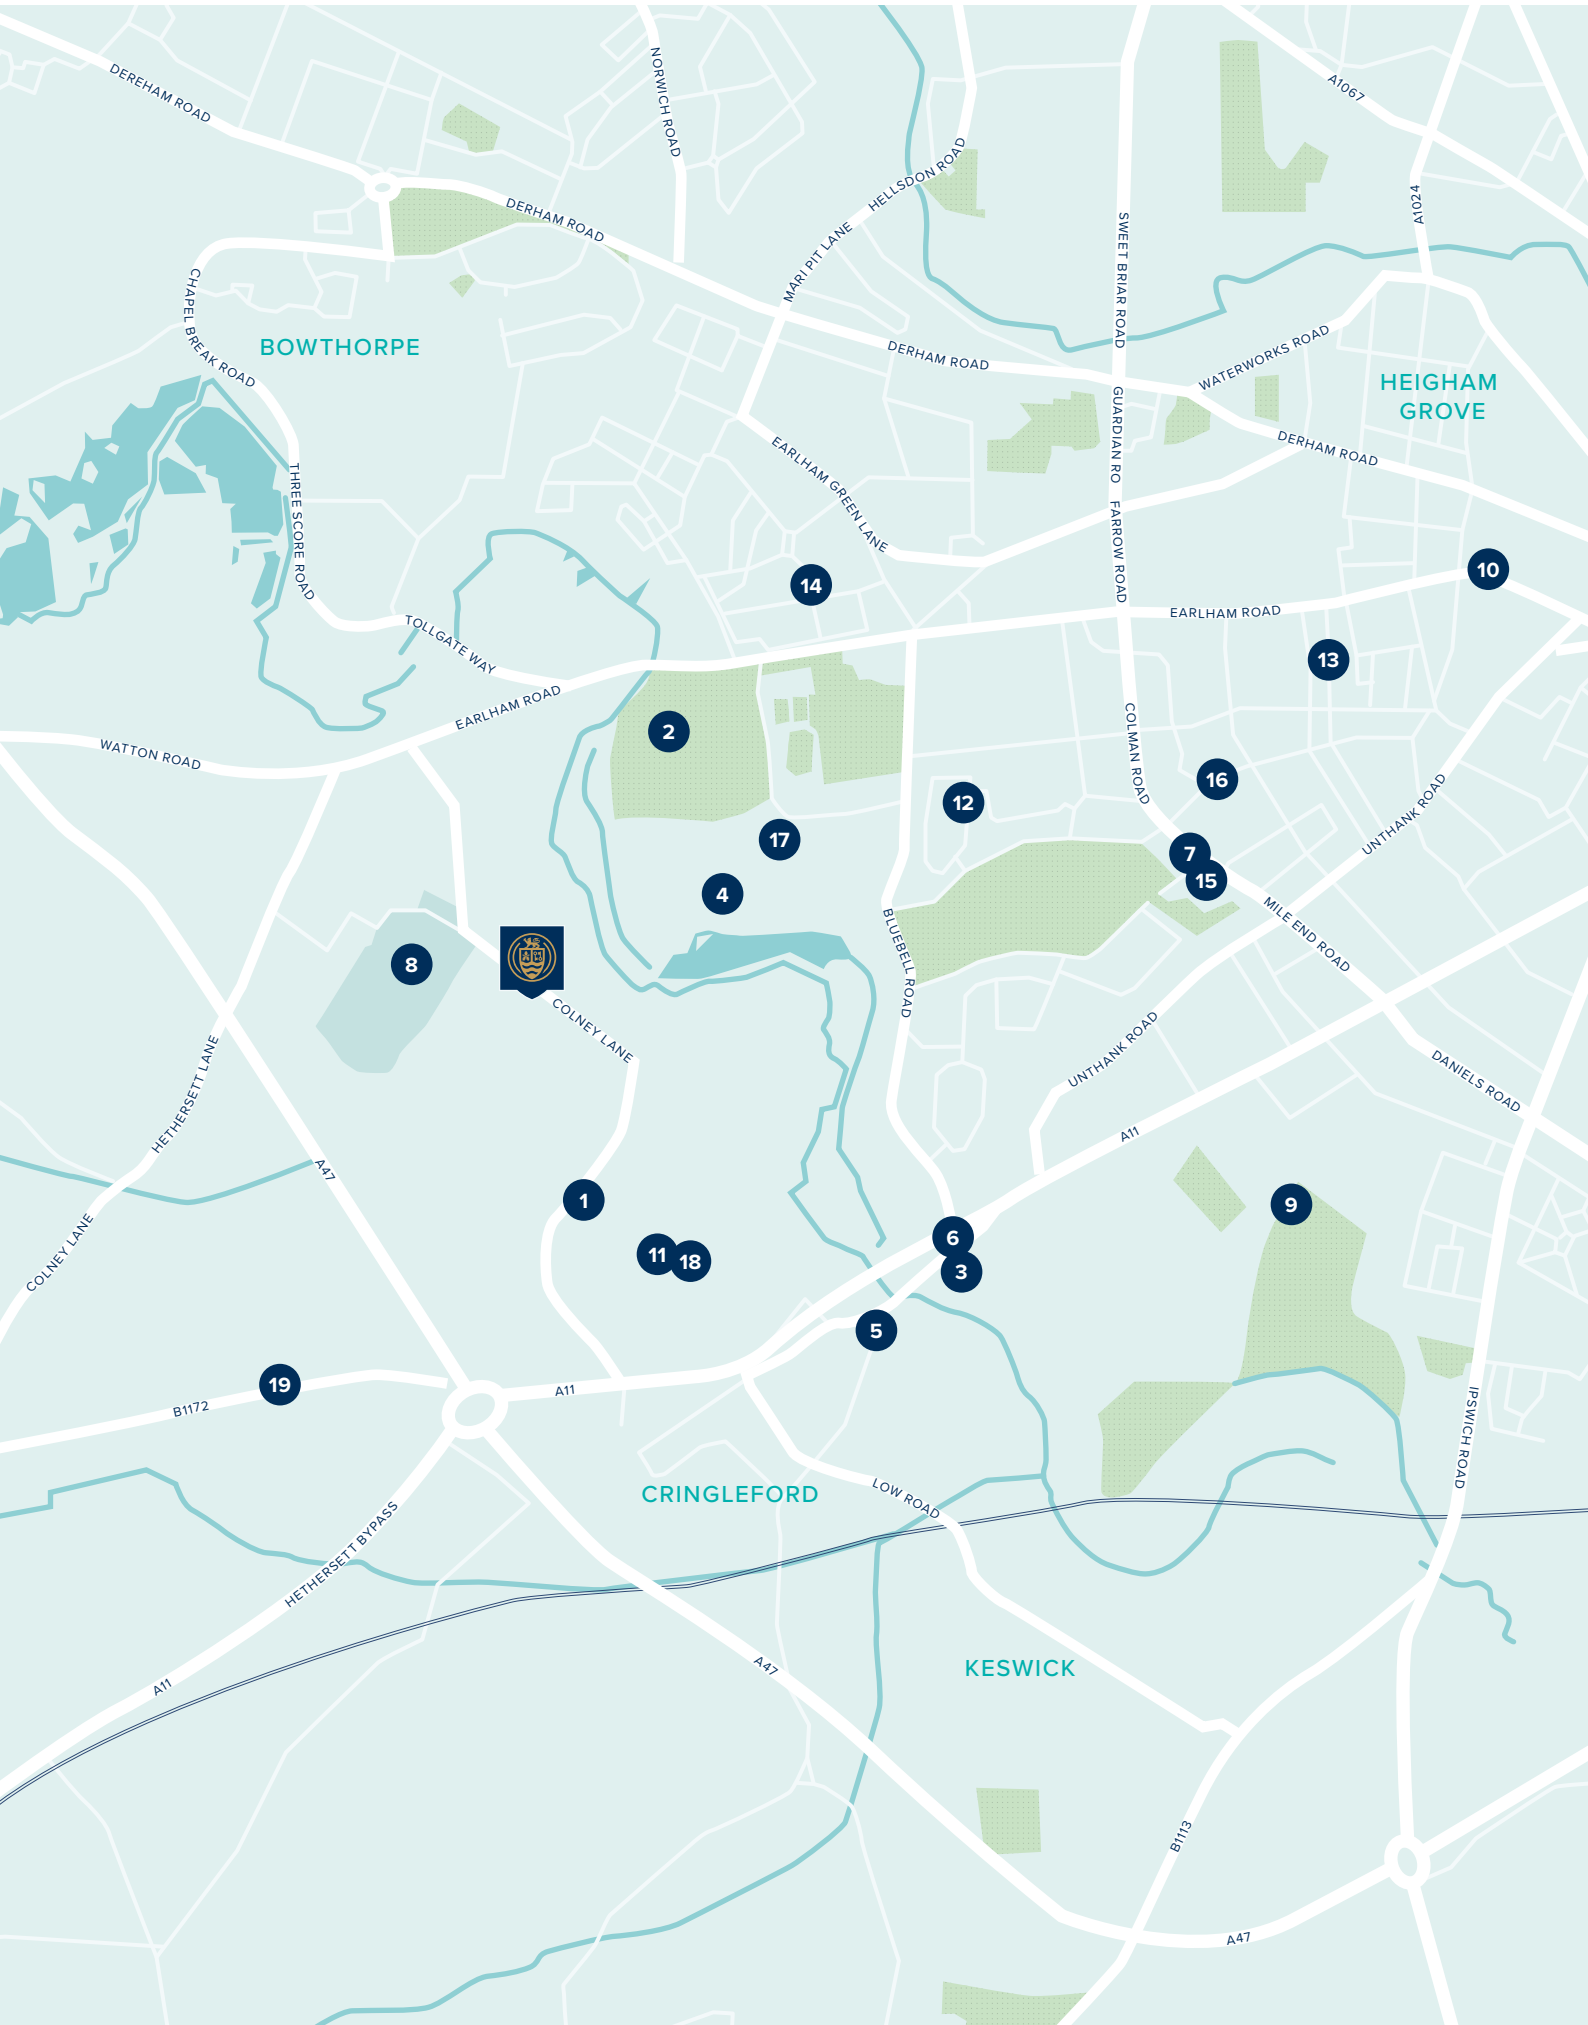 NORWICH ROAD
DEREHAM ROAD
A1067
HELLSDON ROAD
A1024
DERHAM ROAD
MARI PIT LANE
SWEET BRIAR ROAD
CHAPEL BREAK ROAD
BOWTHORPE
DERHAM ROAD
WATERWORKS ROAD
HEIGHAM
GROVE
GUARDIAN RO
DERHAM ROAD
EARLHAM GREEN LANE
THREE SCORE ROAD
FARROW ROAD
14
10
EARLHAM ROAD
TOLLGATE WAY
13
EARLHAM ROAD
2
WATTON ROAD
COLMAN ROAD
16
12
UNTHANK ROAD
17
7
15
4
MILE END ROAD
BLUEBELL ROAD
8
COLNEY LANE
UNTHANK ROAD
HETHERSETT LANE
DANIELS ROAD
A11
A47
1
9
COLNEY LANE
6
11
18
3
5
19
A11
B1172
IPSWICH ROAD
CRINGLEFORD
LOW ROAD
HETHERSETT BYPASS
A47
KESWICK
A11
B1113
A47